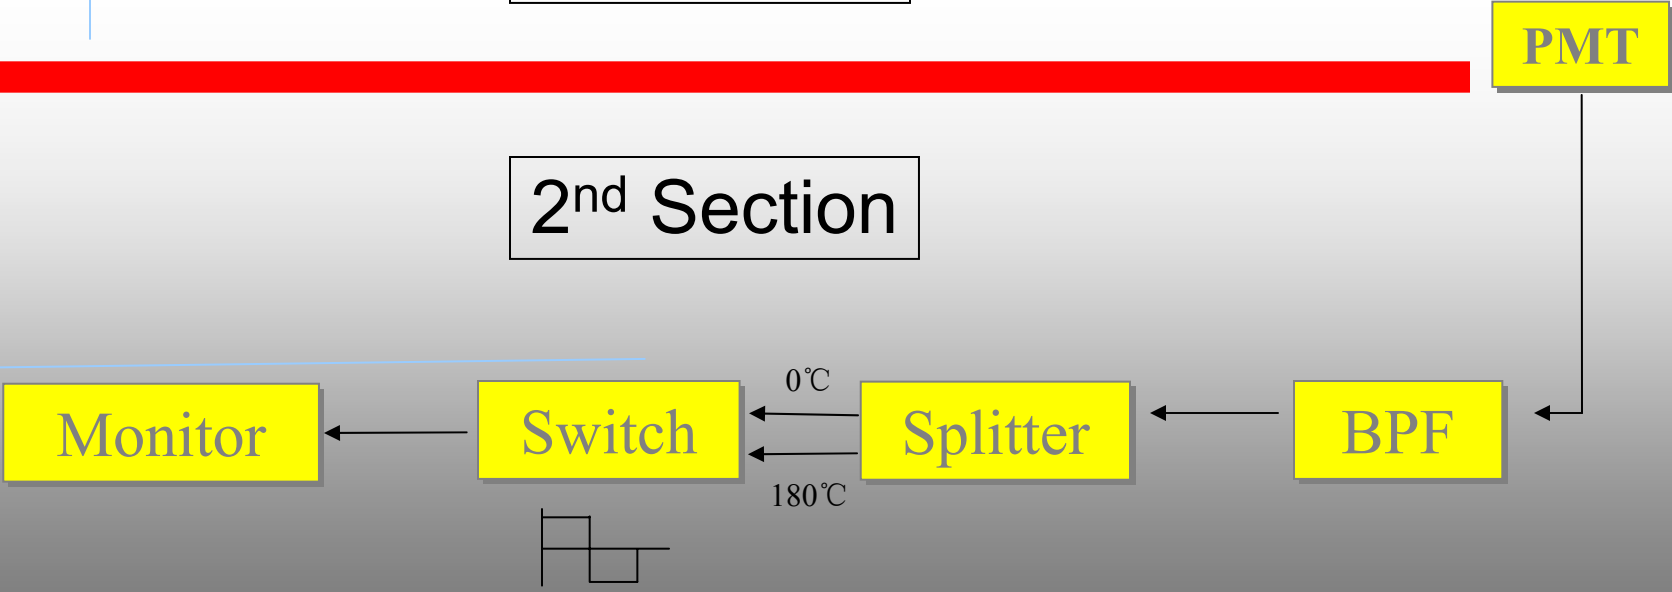 PMT
2nd Section
0℃
Monitor
Switch
Splitter
BPF
180℃